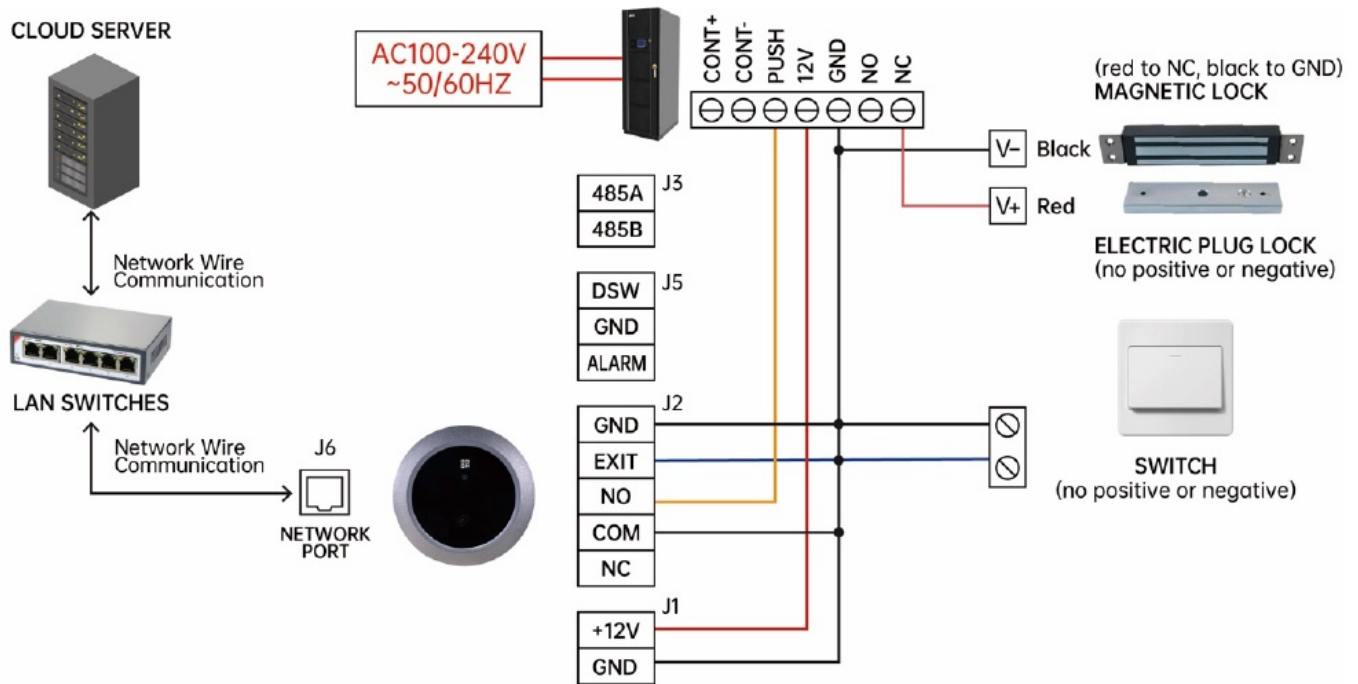 CLOUD SERVER
Network Wire
Communication
LAN SWITCHES
Network Wire
Communication
J6
NETWORK
PORT
AC100-240V
~50/60HZ
CONT+
CONT-
PUSH
12V
GND
NO
NC
J3
485A
485B
J5
DSW
GND
ALARM
J2
GND
EXIT
NO
COM
NC
J1
+12V
GND
(red to NC, black to GND)
MAGNETIC LOCK
V- Black
V+ Red
ELECTRIC PLUG LOCK
(no positive or negative)
SWITCH
(no positive or negative)